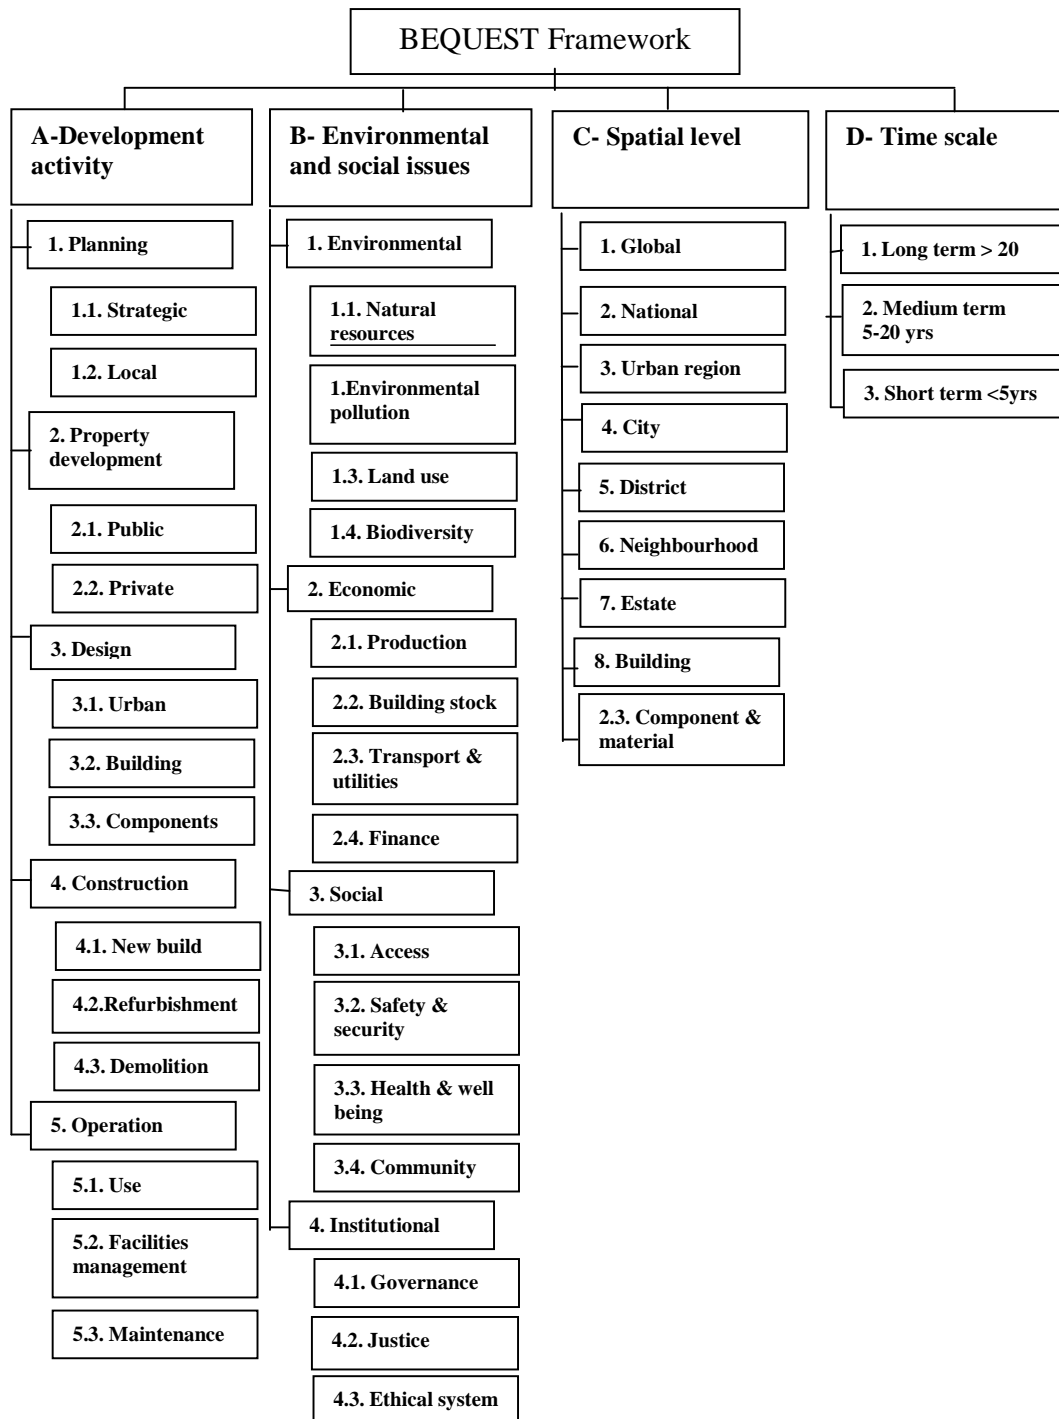 BEQUEST Framework
A-Development
activity
1. Planning
1.1. Strategic
1.2. Local
2. Property
development
2.1. Public
2.2. Private
3. Design
3.1. Urban
3.2. Building
3.3. Components
4. Construction
4.1. New build
4.2.Refurbishment
4.3. Demolition
5. Operation
5.1. Use
5.2. Facilities
management
5.3. Maintenance
B- Environmental
and social issues
1. Environmental
1.1. Natural
resources
1.Environmental
pollution
1.3. Land use
1.4. Biodiversity
2. Economic
2.1. Production
2.2. Building stock
2.3. Transport &
utilities
2.4. Finance
3. Social
3.1. Access
3.2. Safety &
security
3.3. Health & well
being
3.4. Community
4. Institutional
4.1. Governance
4.2. Justice
4.3. Ethical system
C- Spatial level
1. Global
2. National
3. Urban region
4. City
5. District
6. Neighbourhood
7. Estate
8. Building
2.3. Component &
material
D- Time scale
1. Long term > 20
2. Medium term
5-20 yrs
3. Short term <5yrs